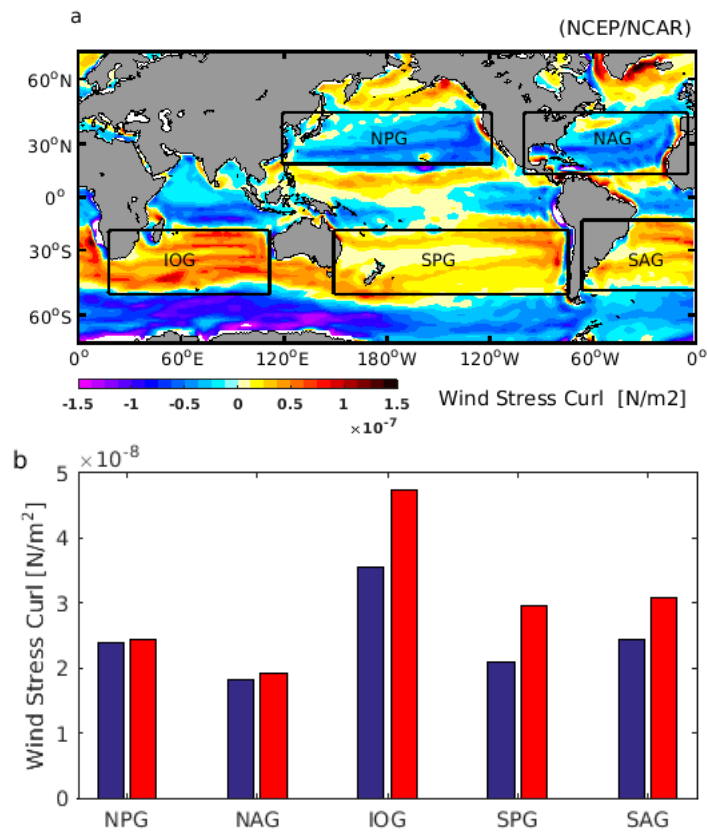 a
(NCEP/NCAR)
60°N
30°N
0°
30°S
60°S
NPG
NAG
IOG
SPG
SAG
0° 60°E 120°E 180°W 120°W 60°W 0°
-1.5 -1 -0.5 0 0.5 1 1.5
×10⁻⁷
Wind Stress Curl [N/m2]
b
×10⁻⁸
5
4
3
2
1
0
Wind Stress Curl [N/m²]
NPG NAG IOG SPG SAG